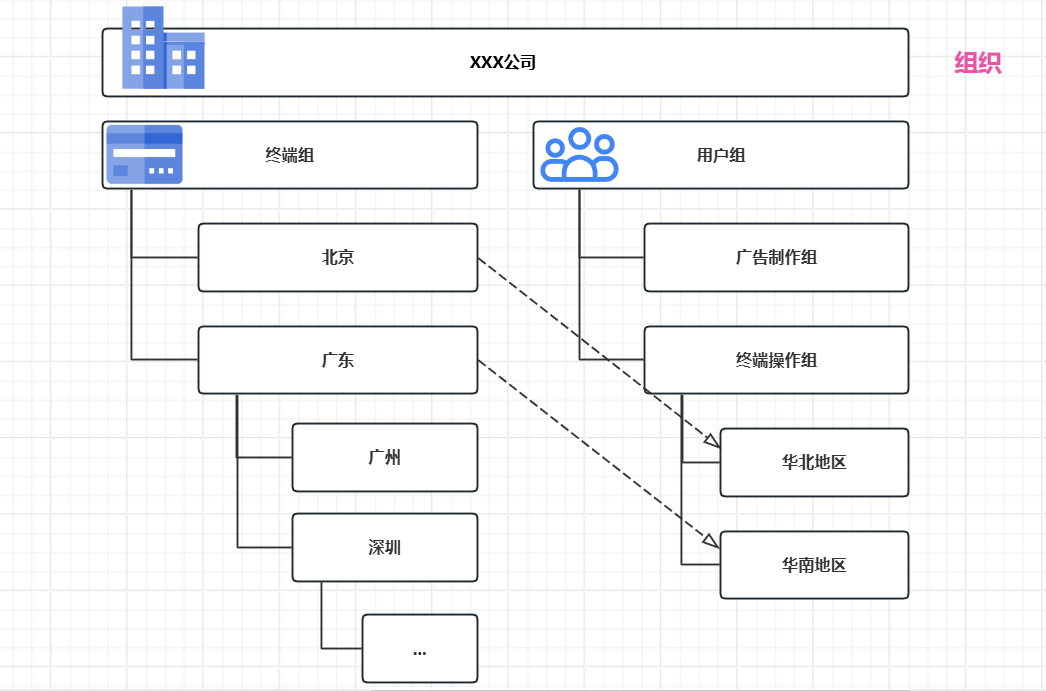 XXX公司
组织
终端组
用户组
北京
广告制作组
广东
终端操作组
广州
华北地区
深圳
华南地区
...